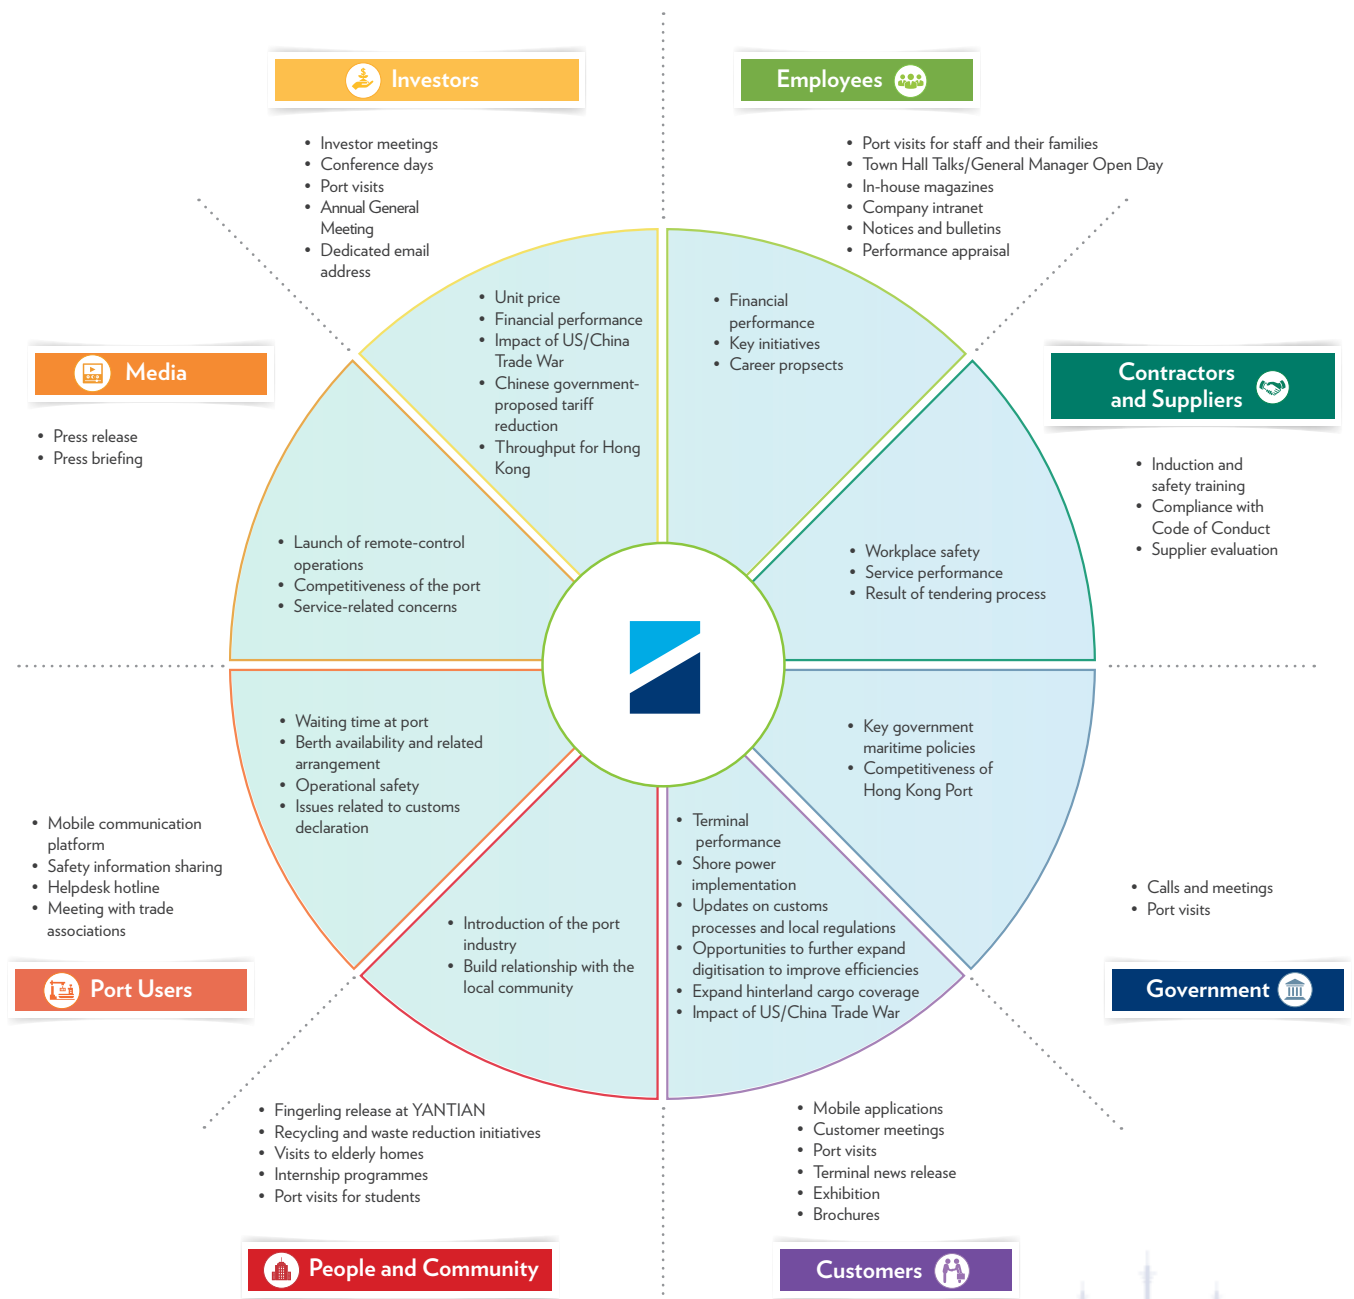 Investors
• Investor meetings
• Conference days
• Port visits
• Annual General
Meeting
• Dedicated email
address
• Unit price
• Financial performance
• Impact of US/China
Trade War
• Chinese government-
proposed tariff
reduction
• Throughput for Hong
Kong
Employees
• Port visits for staff and their families
• Town Hall Talks/General Manager Open Day
• In-house magazines
• Company intranet
• Notices and bulletins
• Performance appraisal
• Financial
performance
• Key initiatives
• Career propsects
Media
• Press release
• Press briefing
• Launch of remote-control
operations
• Competitiveness of the port
• Service-related concerns
Contractors
and Suppliers
• Induction and
safety training
• Compliance with
Code of Conduct
• Supplier evaluation
• Workplace safety
• Service performance
• Result of tendering process
• Waiting time at port
• Berth availability and related
arrangement
• Operational safety
• Issues related to customs
declaration
• Mobile communication
platform
• Safety information sharing
• Helpdesk hotline
• Meeting with trade
associations
Port Users
• Key government
maritime policies
• Competitiveness of
Hong Kong Port
• Calls and meetings
• Port visits
Government
• Introduction of the port
industry
• Build relationship with the
local community
• Fingerling release at YANTIAN
• Recycling and waste reduction initiatives
• Visits to elderly homes
• Internship programmes
• Port visits for students
People and Community
• Terminal
performance
• Shore power
implementation
• Updates on customs
processes and local regulations
• Opportunities to further expand
digitisation to improve efficiencies
• Expand hinterland cargo coverage
• Impact of US/China Trade War
• Mobile applications
• Customer meetings
• Port visits
• Terminal news release
• Exhibition
• Brochures
Customers